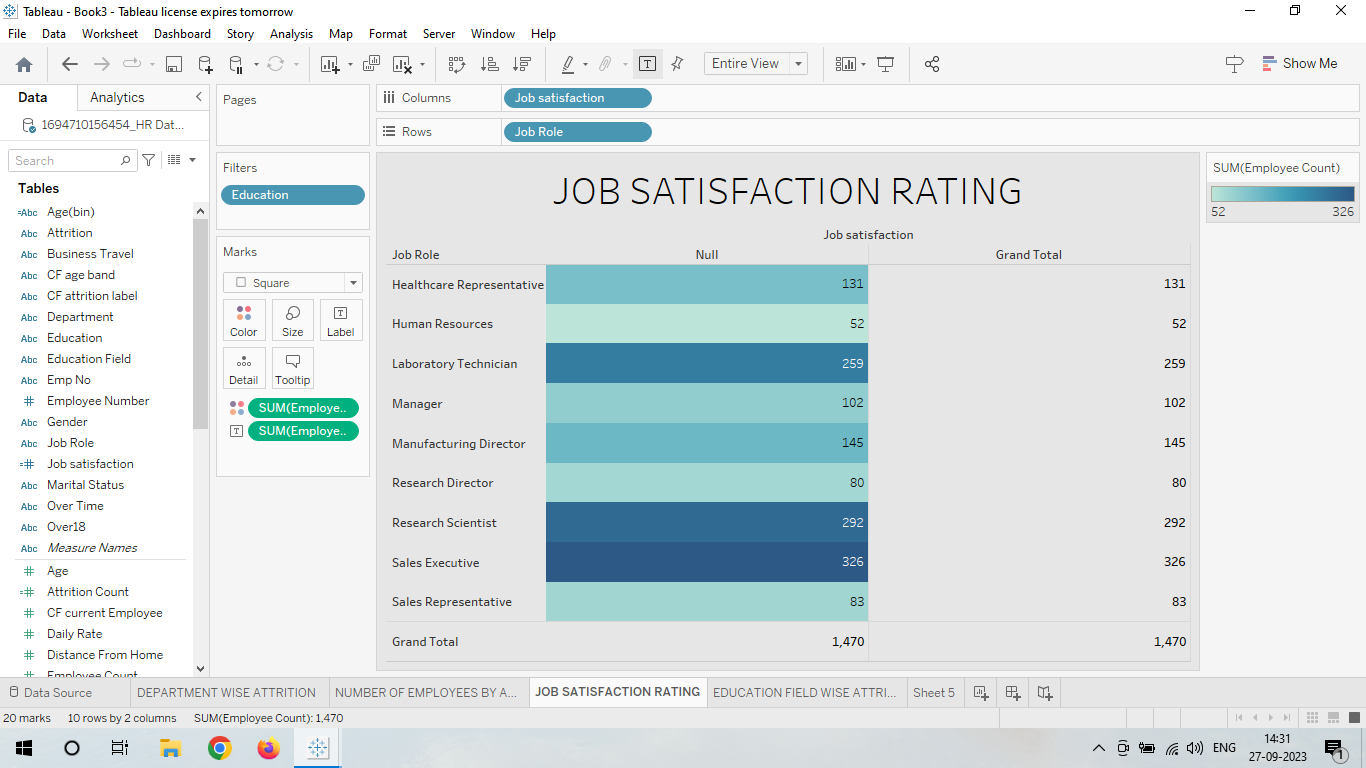 Tableau - Book3 - Tableau license expires tomorrow
File Data Worksheet Dashboard Story Analysis Map Format Server Window Help
Entire View
Show Me
Data Analytics
1694710156454_HR Dat...
Search
Tables
=Abc Age(bin)
Abc Attrition
Abc Business Travel
Abc CF age band
Abc CF attrition label
Abc Department
Abc Education
Abc Education Field
Abc Emp No
# Employee Number
Abc Gender
Abc Job Role
=# Job satisfaction
Abc Marital Status
Abc Over Time
Abc Over18
Abc Measure Names
# Age
=# Attrition Count
# CF current Employee
# Daily Rate
# Distance From Home
# Employee Count
Pages
Filters
Education
Marks
Square
Color Size Label
Detail Tooltip
SUM(Employe..
SUM(Employe..
Columns Job satisfaction
Rows Job Role
JOB SATISFACTION RATING
Job satisfaction
Job Role Null Grand Total
Healthcare Representative 131 131
Human Resources 52 52
Laboratory Technician 259 259
Manager 102 102
Manufacturing Director 145 145
Research Director 80 80
Research Scientist 292 292
Sales Executive 326 326
Sales Representative 83 83
Grand Total 1,470 1,470
SUM(Employee Count)
52 326
Data Source DEPARTMENT WISE ATTRITION NUMBER OF EMPLOYEES BY A... JOB SATISFACTION RATING EDUCATION FIELD WISE ATTRI... Sheet 5
20 marks 10 rows by 2 columns SUM(Employee Count): 1,470
ENG
14:31
27-09-2023
1